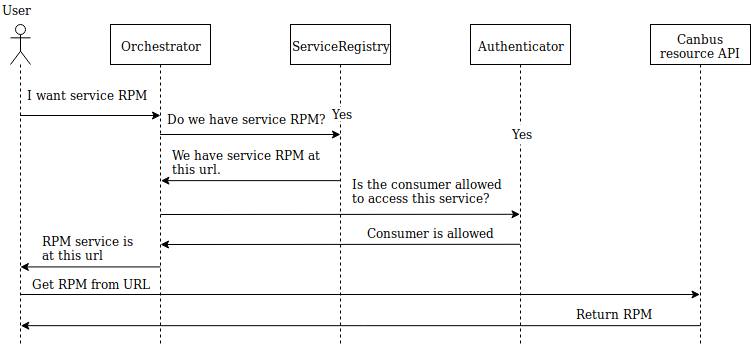 User
Orchestrator
ServiceRegistry
Authenticator
Canbus
resource API
I want service RPM
Do we have service RPM?
Yes
Yes
We have service RPM at
this url.
Is the consumer allowed
to access this service?
Consumer is allowed
RPM service is
at this url
Get RPM from URL
Return RPM